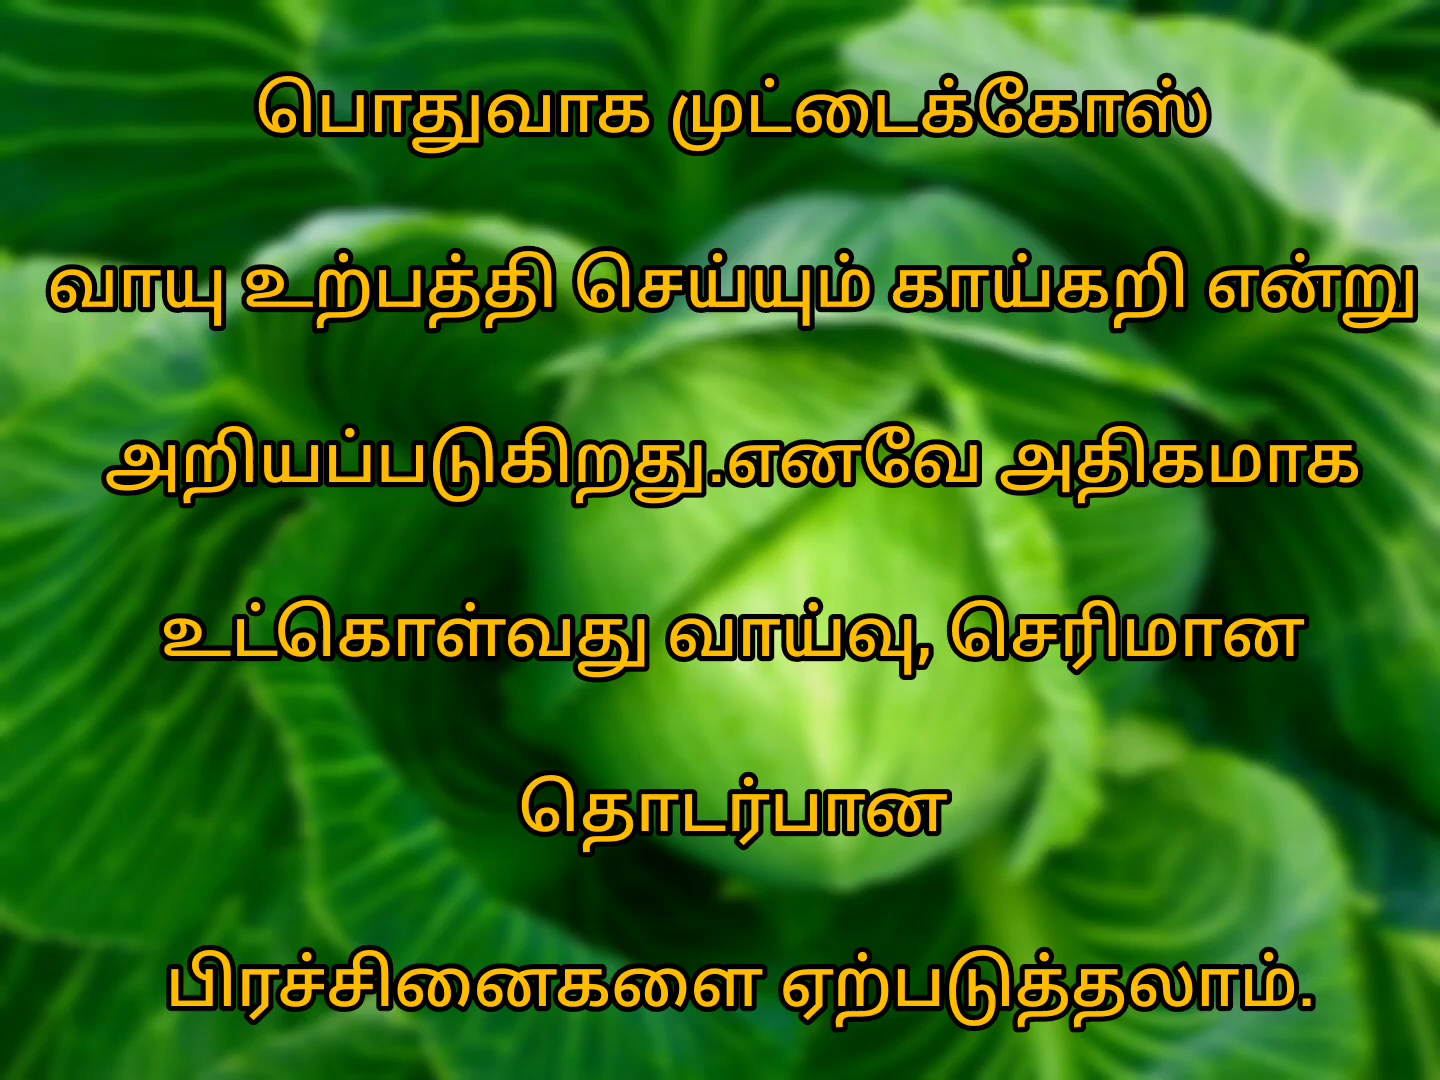 பொதுவாக முட்டைக்கோஸ்
வாயு உற்பத்தி செய்யும் காய்கறி என்று
அறியப்படுகிறது.எனவே அதிகமாக
உட்கொள்வது வாய்வு, செரிமான
தொடர்பான
பிரச்சினைகளை ஏற்படுத்தலாம்.